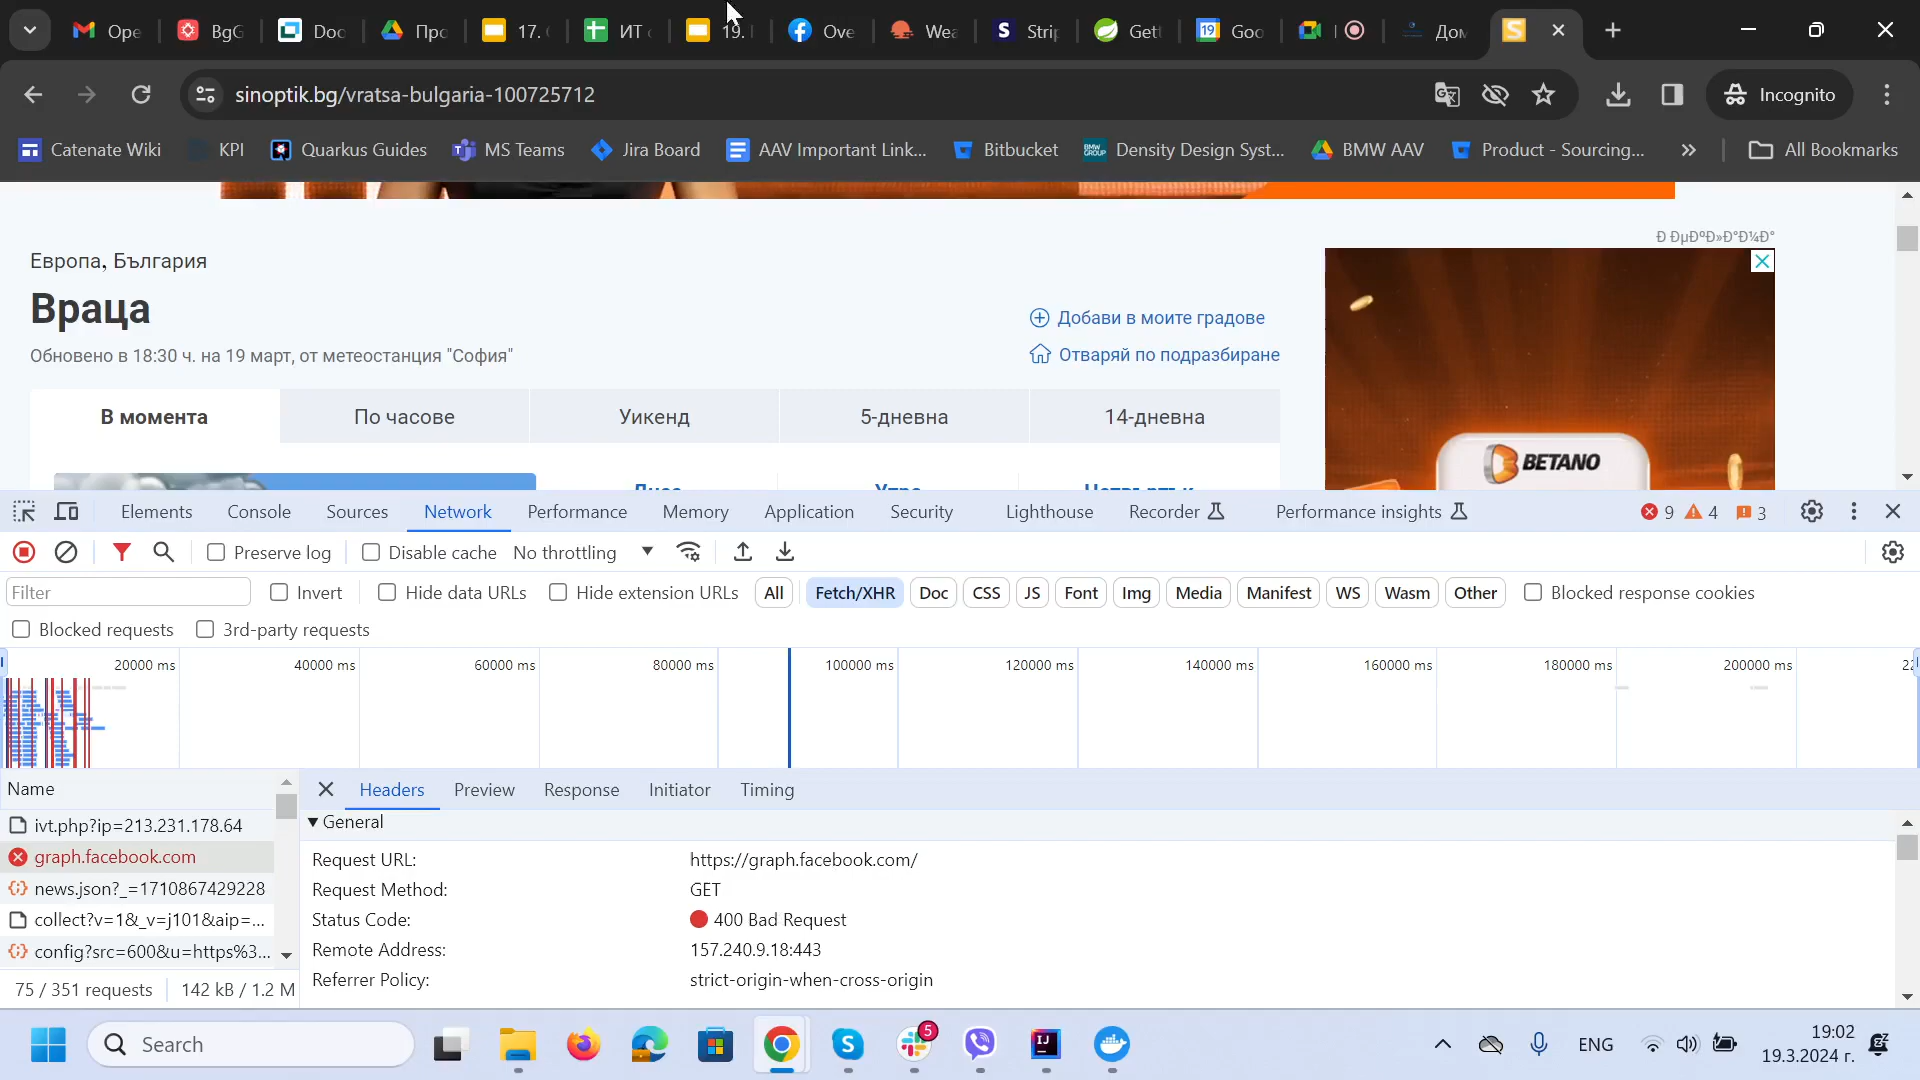 Ope BgG Doc Про 17. ИТ 19. Ove Wea Strip Gett Goo Дом
sinoptik.bg/vratsa-bulgaria-100725712 Incognito
Catenate Wiki KPI Quarkus Guides MS Teams Jira Board AAV Important Link... Bitbucket Density Design Syst... BMW AAV Product - Sourcing... » All Bookmarks
Ð ÐµÐºÐ»Ð°Ð¼Ð°
Европа, България
Враца
Добави в моите градове
Обновено в 18:30 ч. на 19 март, от метеостанция "София"
Отваряй по подразбиране
В момента По часове Уикенд 5-дневна 14-дневна
BETANO
Днес Утре Четвъртък
Elements Console Sources Network Performance Memory Application Security Lighthouse Recorder Performance insights 9 4 3
Preserve log Disable cache No throttling
Filter Invert Hide data URLs Hide extension URLs All Fetch/XHR Doc CSS JS Font Img Media Manifest WS Wasm Other Blocked response cookies
Blocked requests 3rd-party requests
20000 ms 40000 ms 60000 ms 80000 ms 100000 ms 120000 ms 140000 ms 160000 ms 180000 ms 200000 ms 22
Name Headers Preview Response Initiator Timing
ivt.php?ip=213.231.178.64
graph.facebook.com
news.json?_=1710867429228
collect?v=1&_v=j101&aip=...
config?src=600&u=https%3...
75 / 351 requests 142 kB / 1.2 M
General
Request URL: https://graph.facebook.com/
Request Method: GET
Status Code: 400 Bad Request
Remote Address: 157.240.9.18:443
Referrer Policy: strict-origin-when-cross-origin
Search 5 ENG 19:02
19.3.2024 г.